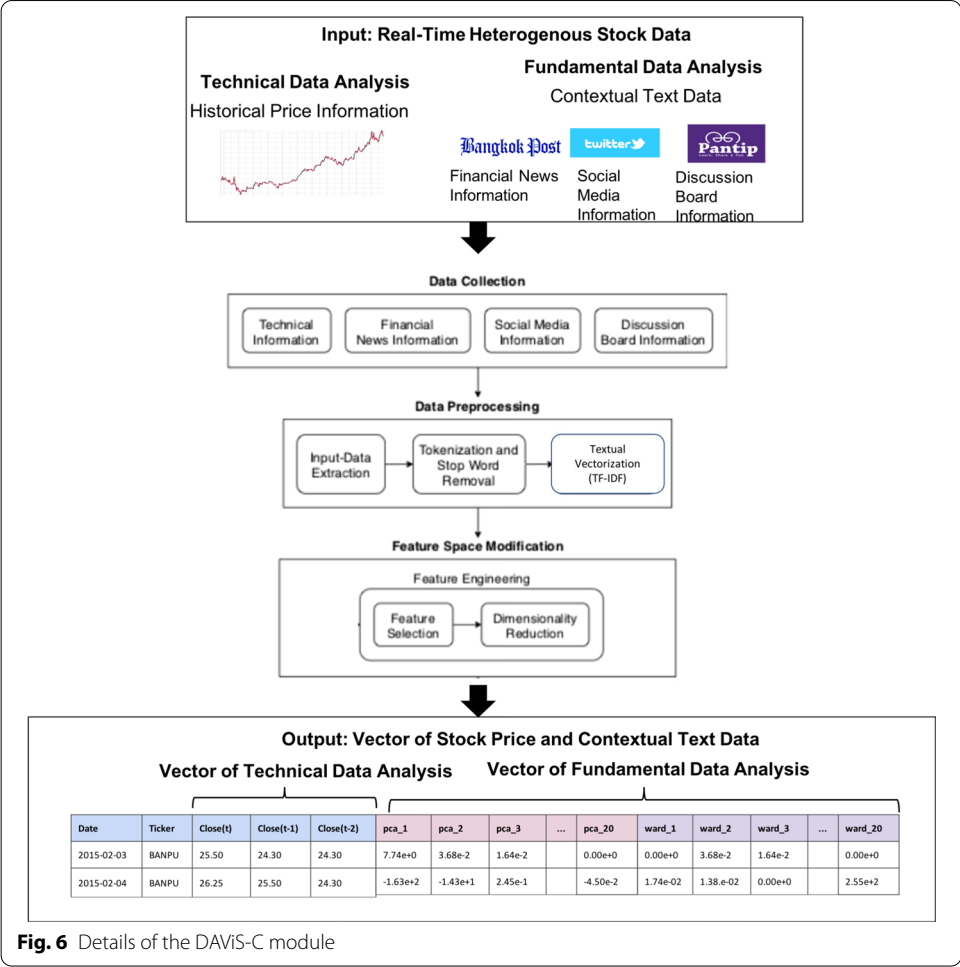 Input: Real-Time Heterogenous Stock Data
Technical Data Analysis
Historical Price Information
Fundamental Data Analysis
Contextual Text Data
Bangkok Post
Financial News
Information
twitter
Social
Media
Information
Pantip
Learn, Share & Fun
Discussion
Board
Information
Data Collection
Technical
Information
Financial
News Information
Social Media
Information
Discussion
Board Information
Data Preprocessing
Input-Data
Extraction
Tokenization and
Stop Word
Removal
Textual
Vectorization
(TF-IDF)
Feature Space Modification
Feature Engineering
Feature
Selection
Dimensionality
Reduction
Output: Vector of Stock Price and Contextual Text Data
Vector of Technical Data Analysis
Vector of Fundamental Data Analysis
Date Ticker Close(t) Close(t-1) Close(t-2) pca_1 pca_2 pca_3 ... pca_20 ward_1 ward_2 ward_3 ... ward_20
2015-02-03 BANPU 25.50 24.30 24.30 7.74e+0 3.68e-2 1.64e-2 0.00e+0 0.00e+0 3.68e-2 1.64e-2 0.00e+0
2015-02-04 BANPU 26.25 25.50 24.30 -1.63e+2 -1.43e+1 2.45e-1 -4.50e-2 1.74e-02 1.38.e-02 0.00e+0 2.55e+2
Fig. 6 Details of the DAViS-C module